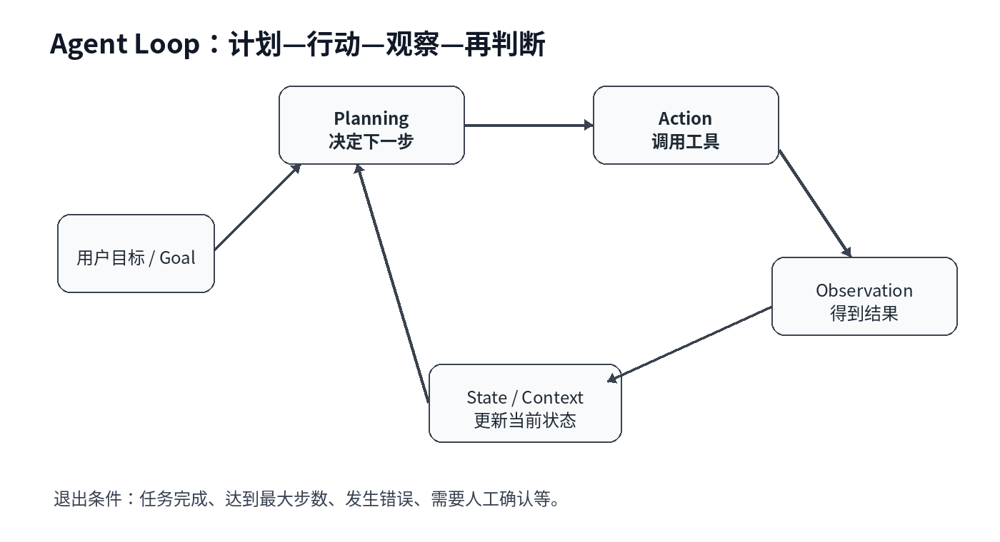 Agent Loop：计划—行动—观察—再判断
Planning
决定下一步
Action
调用工具
用户目标 / Goal
Observation
得到结果
State / Context
更新当前状态
退出条件：任务完成、达到最大步数、发生错误、需要人工确认等。